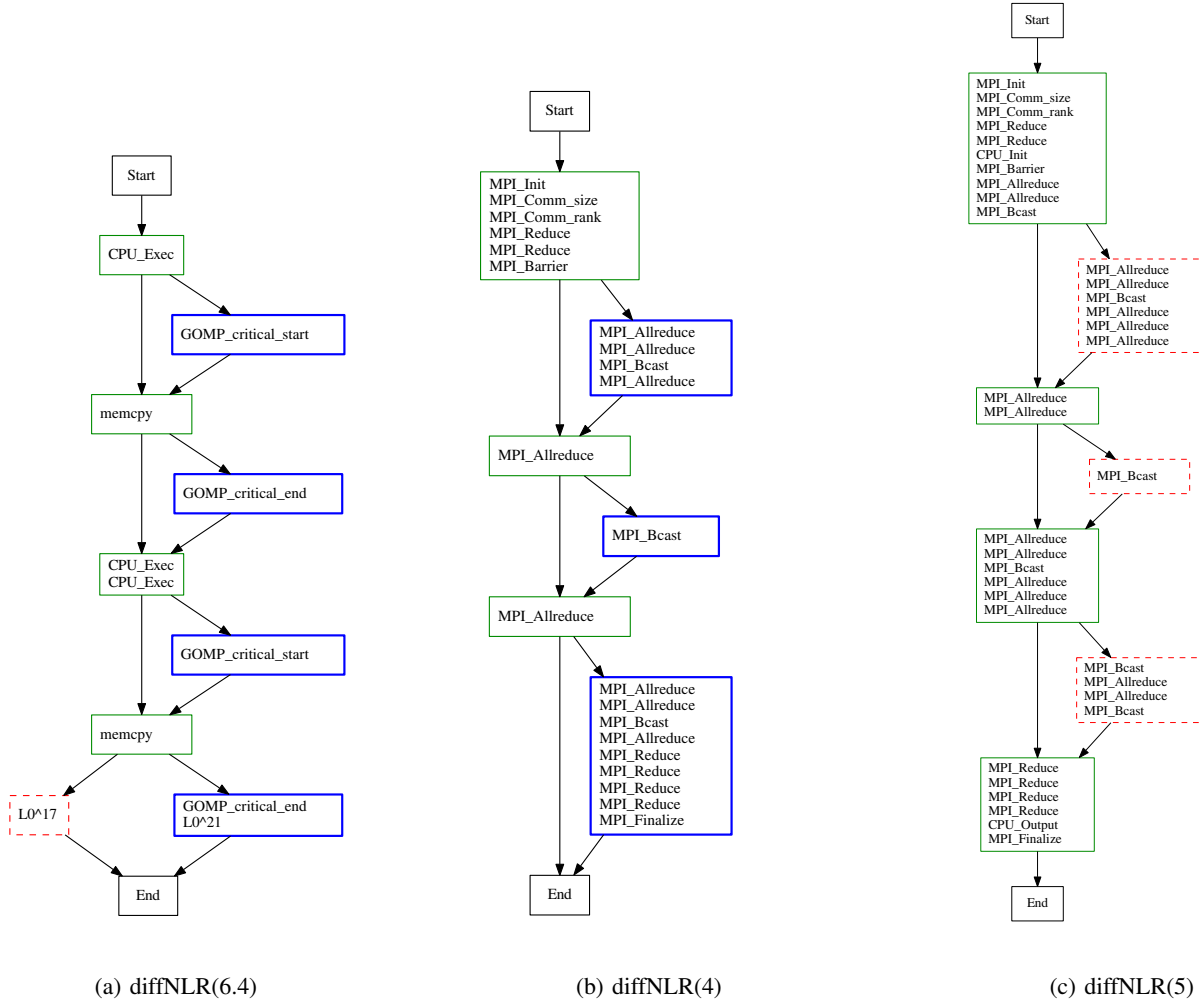 Start
CPU_Exec
GOMP_critical_start
memcpy
GOMP_critical_end
CPU_Exec
CPU_Exec
GOMP_critical_start
memcpy
L0^17
GOMP_critical_end
L0^21
End
(a) diffNLR(6.4)
Start
MPI_Init
MPI_Comm_size
MPI_Comm_rank
MPI_Reduce
MPI_Reduce
MPI_Barrier
MPI_Allreduce
MPI_Allreduce
MPI_Bcast
MPI_Allreduce
MPI_Allreduce
MPI_Bcast
MPI_Allreduce
MPI_Allreduce
MPI_Allreduce
MPI_Bcast
MPI_Allreduce
MPI_Reduce
MPI_Reduce
MPI_Reduce
MPI_Reduce
MPI_Finalize
End
(b) diffNLR(4)
Start
MPI_Init
MPI_Comm_size
MPI_Comm_rank
MPI_Reduce
MPI_Reduce
CPU_Init
MPI_Barrier
MPI_Allreduce
MPI_Allreduce
MPI_Bcast
MPI_Allreduce
MPI_Allreduce
MPI_Bcast
MPI_Allreduce
MPI_Allreduce
MPI_Allreduce
MPI_Allreduce
MPI_Allreduce
MPI_Bcast
MPI_Allreduce
MPI_Allreduce
MPI_Bcast
MPI_Allreduce
MPI_Allreduce
MPI_Allreduce
MPI_Bcast
MPI_Allreduce
MPI_Allreduce
MPI_Bcast
MPI_Reduce
MPI_Reduce
MPI_Reduce
MPI_Reduce
CPU_Output
MPI_Finalize
End
(c) diffNLR(5)